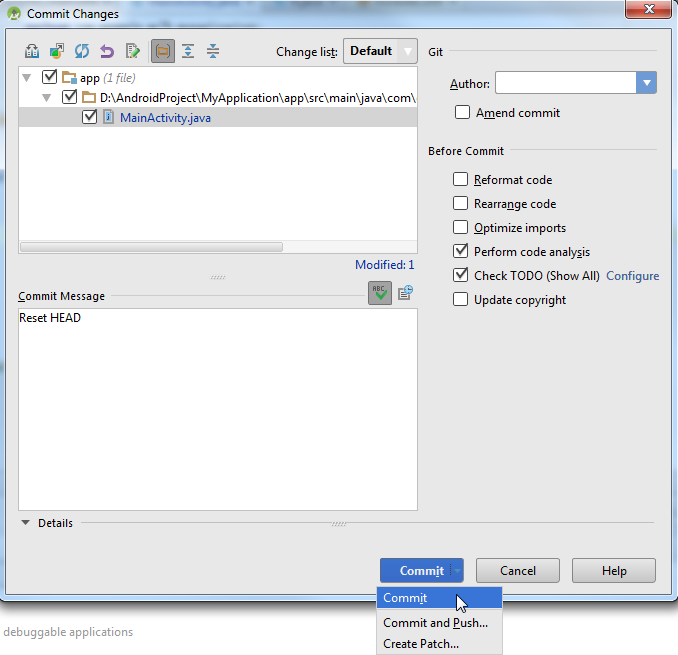 Commit Changes
Change list: Default
Git
app (1 file)
D:\AndroidProject\MyApplication\app\src\main\java\com\
MainActivity.java
Author:
Amend commit
Before Commit
Reformat code
Rearrange code
Optimize imports
Perform code analysis
Check TODO (Show All) Configure
Update copyright
Modified: 1
Commit Message
ABC
Reset HEAD
Details
Commit Cancel Help
Commit
Commit and Push...
Create Patch...
debuggable applications